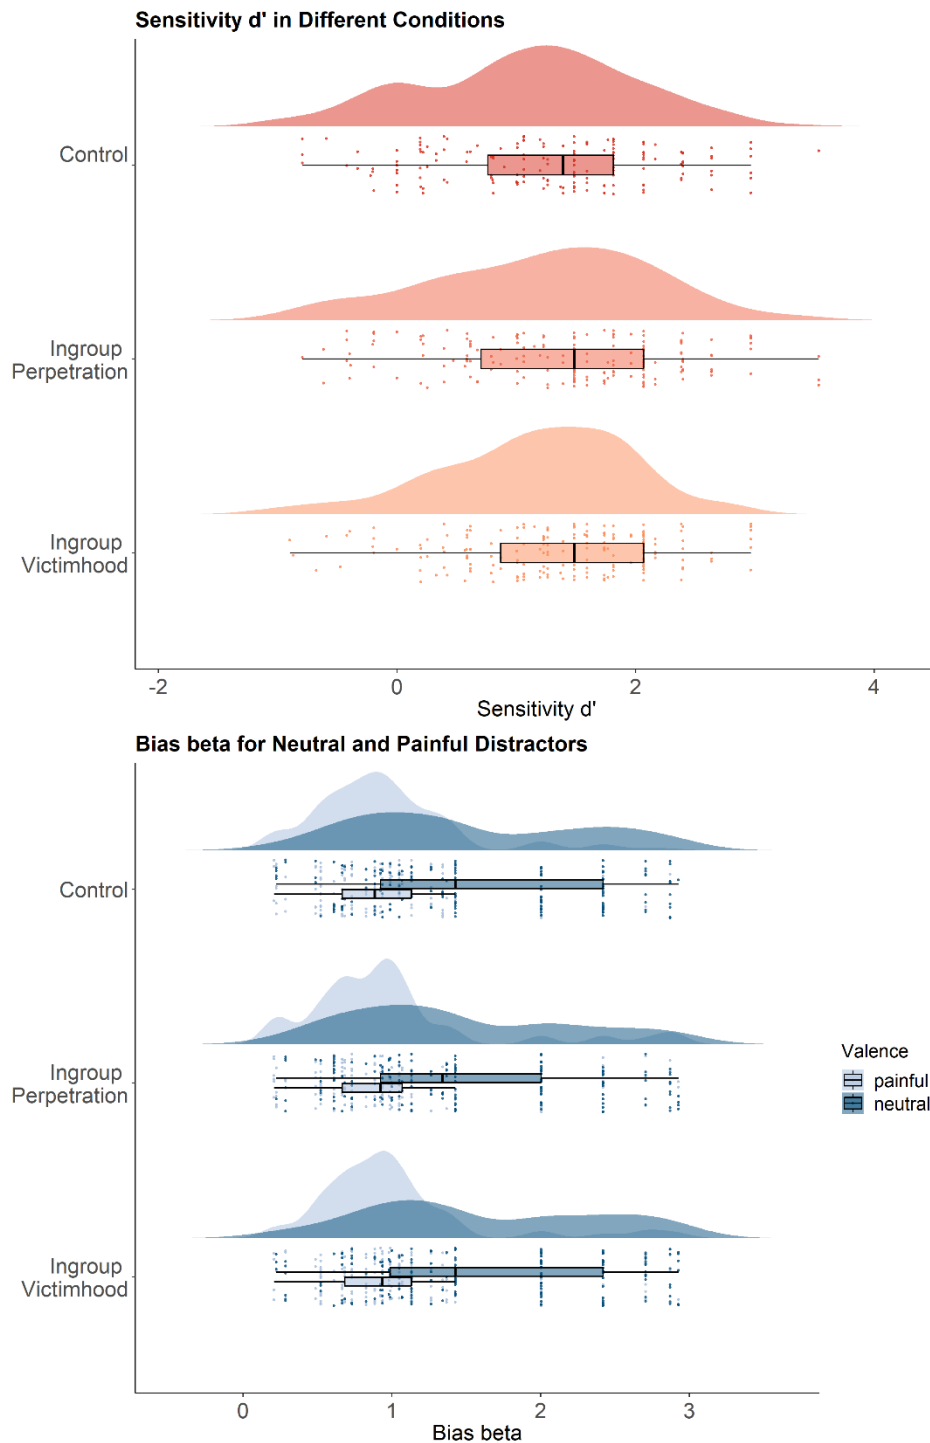 Sensitivity d' in Different Conditions
Control
Ingroup
Perpetration
Ingroup
Victimhood
-2
0
2
4
Sensitivity d'
Bias beta for Neutral and Painful Distractors
Control
Ingroup
Perpetration
Ingroup
Victimhood
Valence
painful
neutral
0
1
2
3
Bias beta